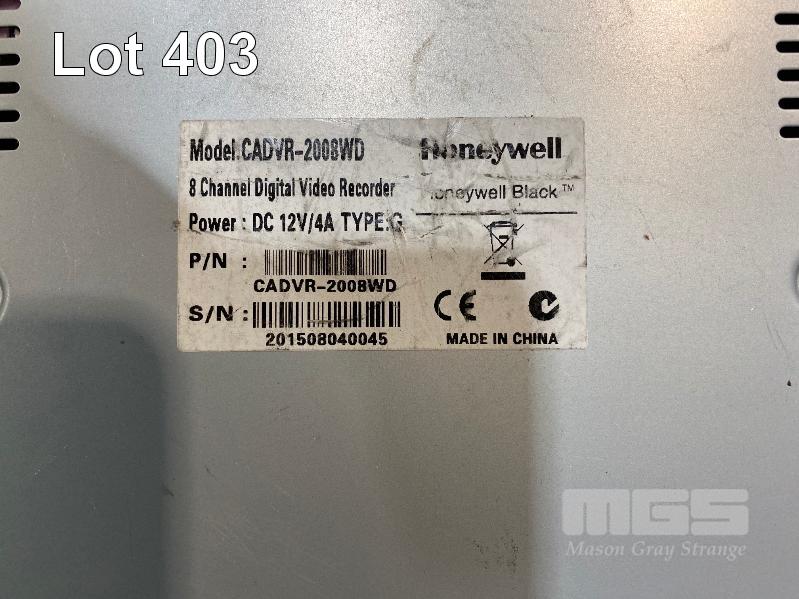 Lot 403
Model:CADVR-2008WD
Honeywell
8 Channel Digital Video Recorder
Honeywell Black™
Power : DC 12V/4A TYPE:G
P/N :
CADVR-2008WD
S/N :
201508040045
CE
MADE IN CHINA
MGS
Mason Gray Strange